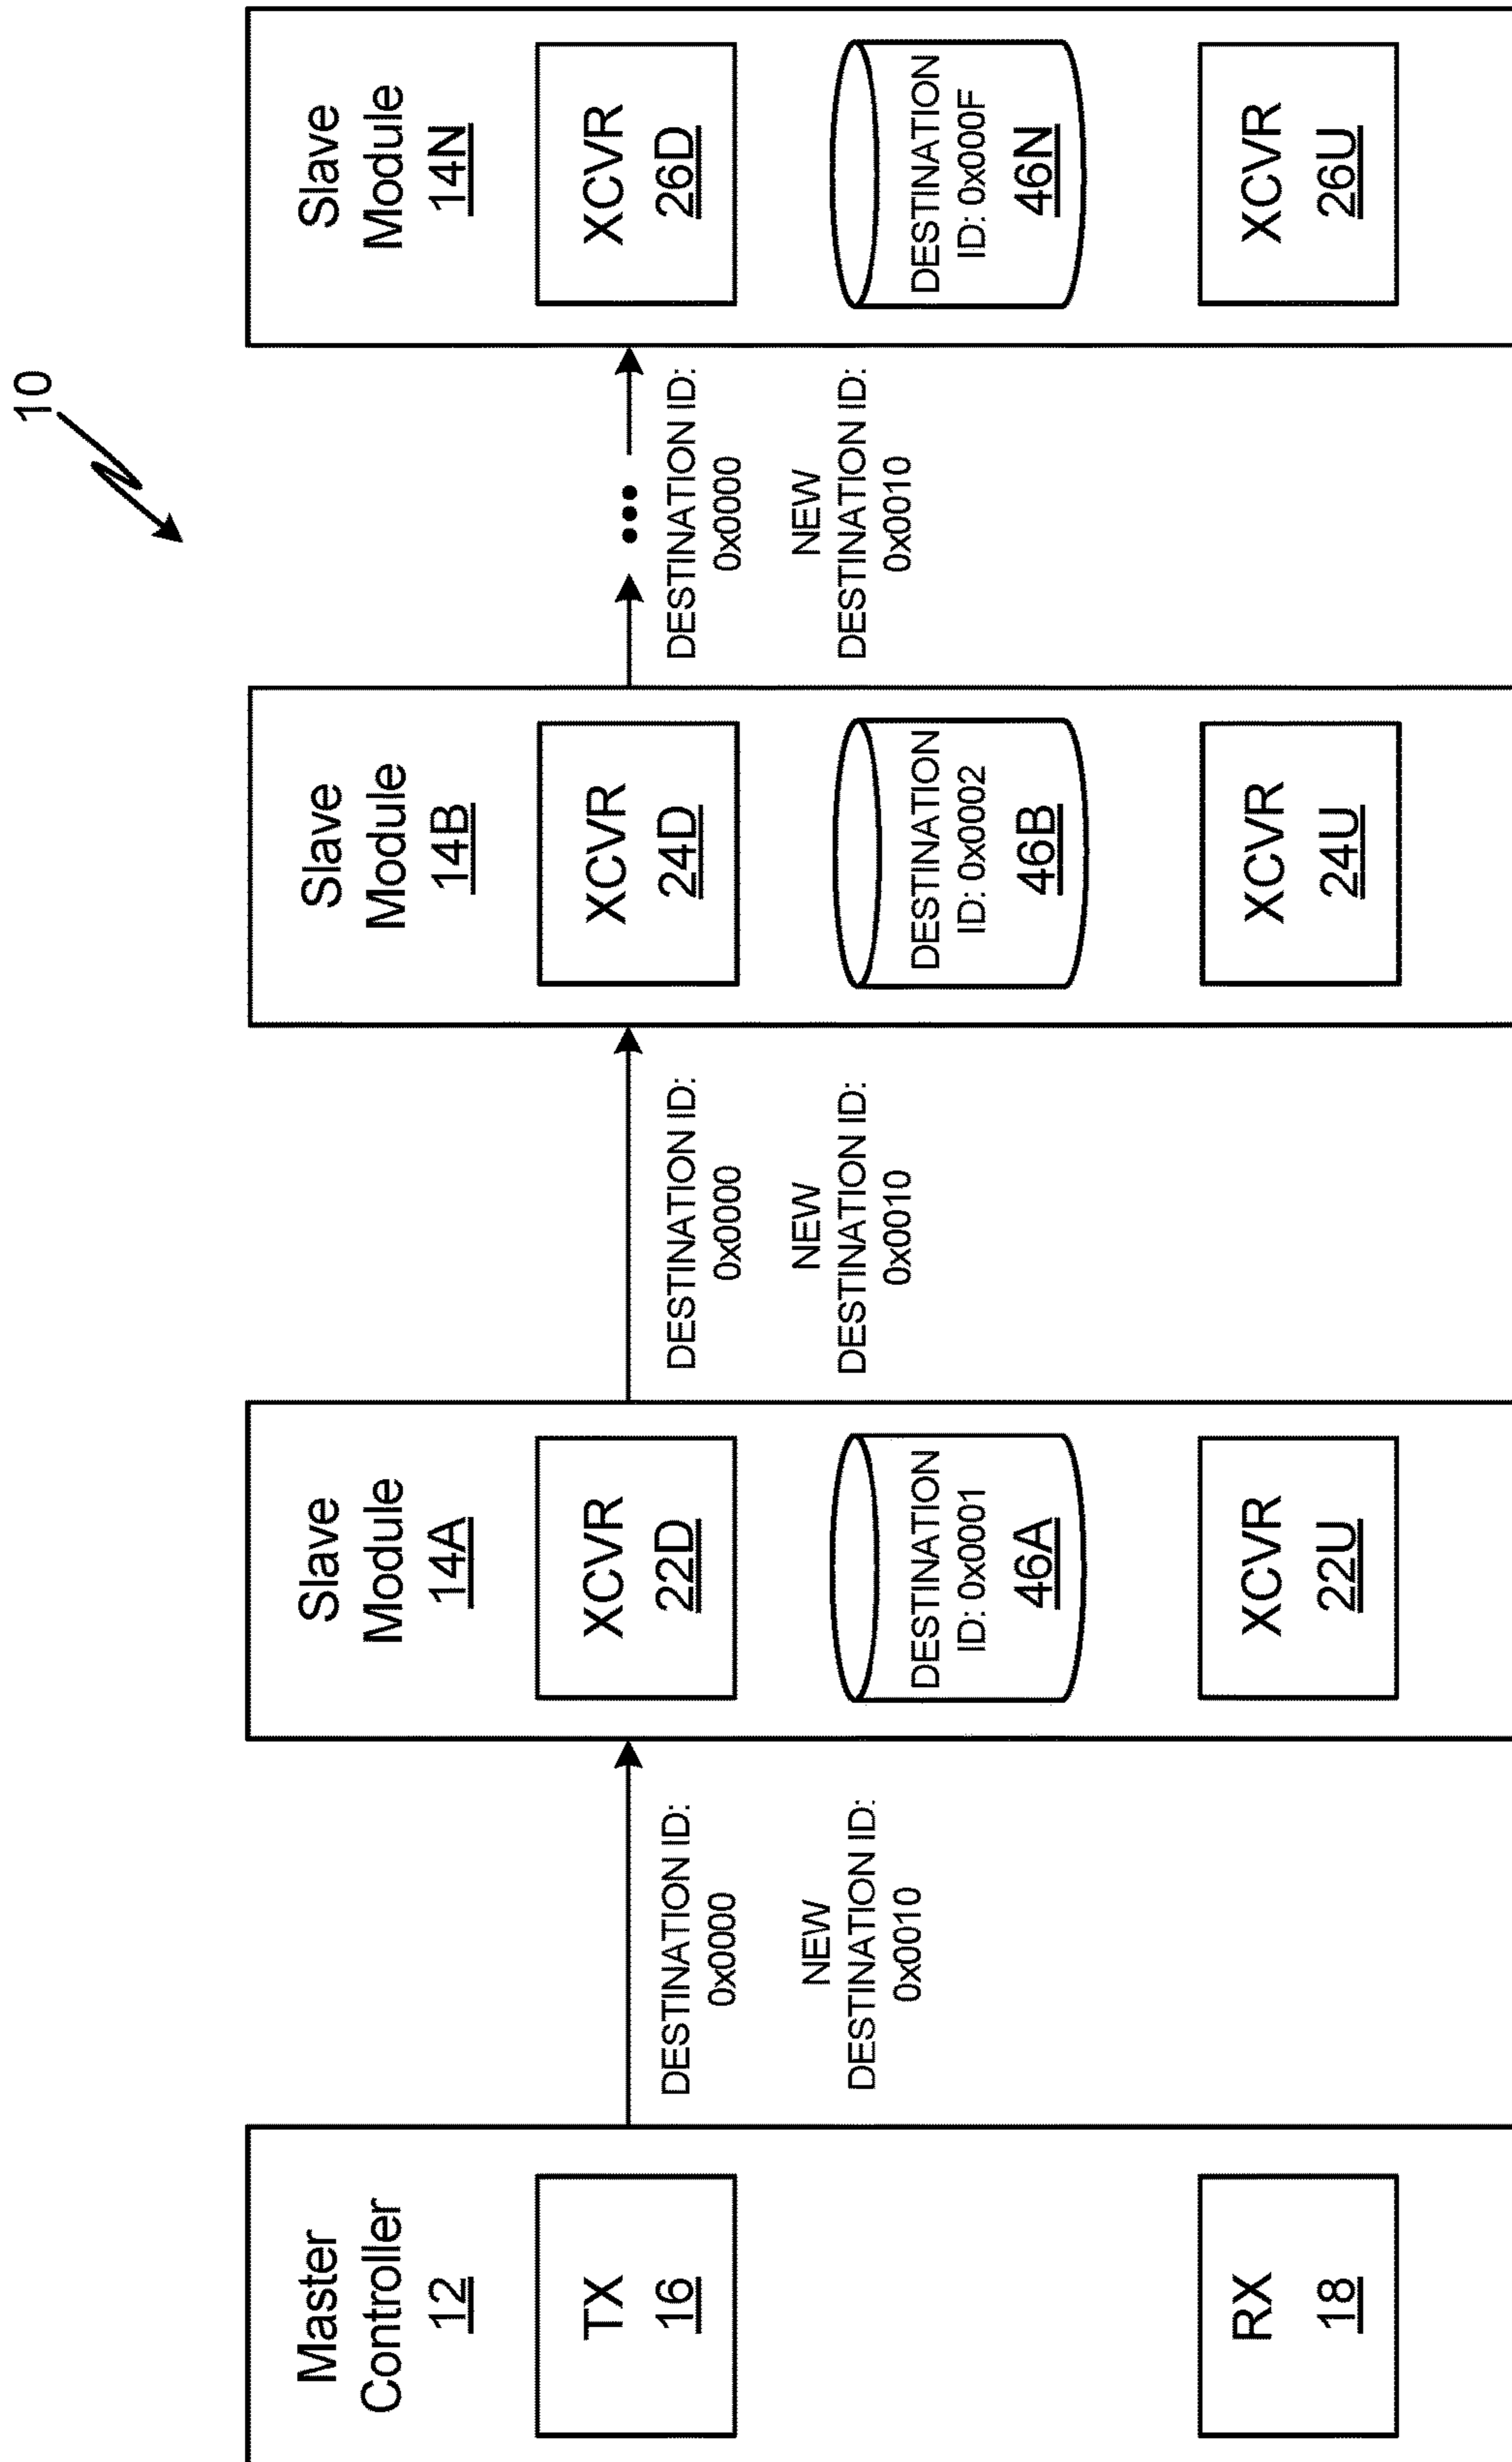 10
Master
Controller
12
TX
16
RX
18
DESTINATION ID:
0x0000
NEW
DESTINATION ID:
0x0010
Slave
Module
14A
XCVR
22D
DESTINATION
ID: 0x0001
46A
XCVR
22U
DESTINATION ID:
0x0000
NEW
DESTINATION ID:
0x0010
Slave
Module
14B
XCVR
24D
DESTINATION
ID: 0x0002
46B
XCVR
24U
DESTINATION ID:
0x0000
NEW
DESTINATION ID:
0x0010
Slave
Module
14N
XCVR
26D
DESTINATION
ID: 0x000F
46N
XCVR
26U